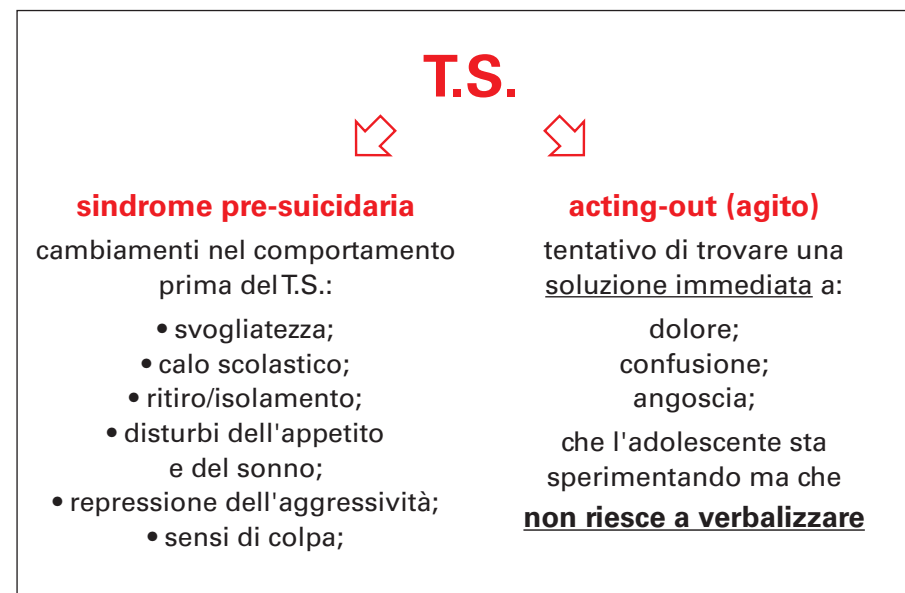 T.S.
sindrome pre-suicidaria
cambiamenti nel comportamento
prima del T.S.:
• svogliatezza;
• calo scolastico;
• ritiro/isolamento;
• disturbi dell'appetito
e del sonno;
• repressione dell'aggressività;
• sensi di colpa;
acting-out (agito)
tentativo di trovare una
soluzione immediata a:
dolore;
confusione;
angoscia;
che l'adolescente sta
sperimentando ma che
non riesce a verbalizzare